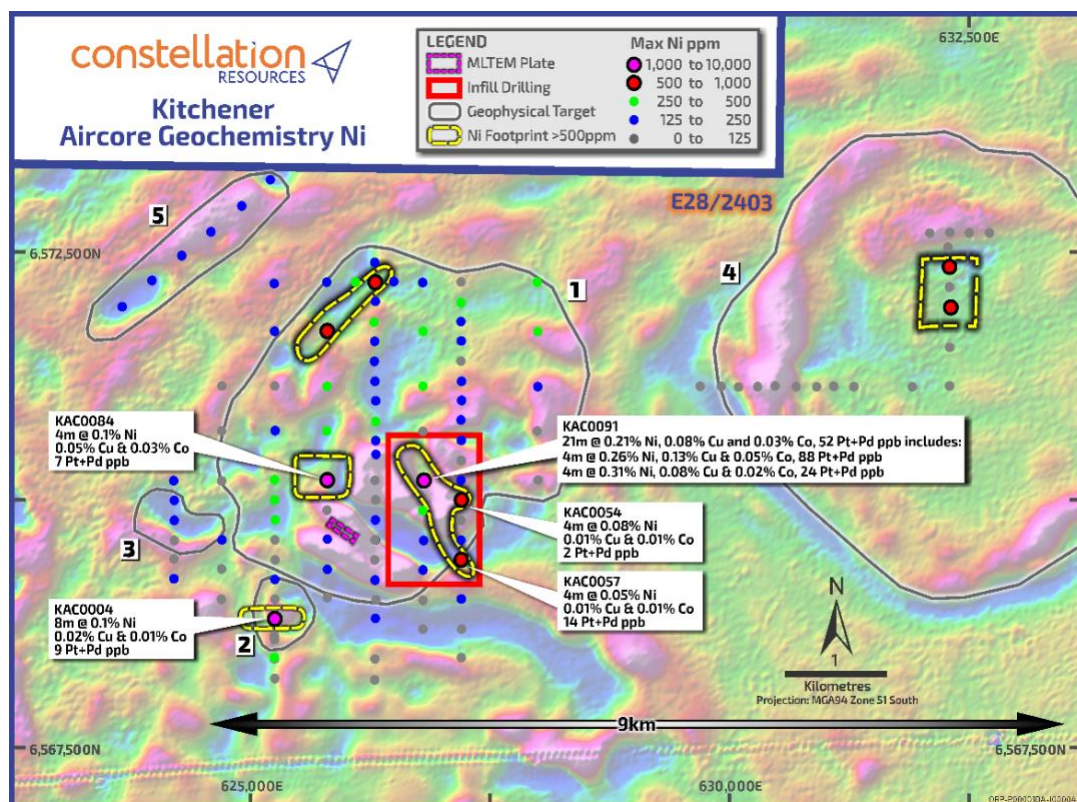 constellation
RESOURCES
Kitchener
Aircore Geochemistry Ni
LEGEND
MLTEM Plate
Infill Drilling
Geophysical Target
Ni Footprint >500ppm
Max Ni ppm
1,000 to 10,000
500 to 1,000
250 to 500
125 to 250
0 to 125
632,500E
E28/2403
5
6,572,500N
1
4
KAC0084
4m @ 0.1% Ni
0.05% Cu & 0.03% Co
7 Pt+Pd ppb
KAC0091
21m @ 0.21% Ni, 0.08% Cu and 0.03% Co, 52 Pt+Pd ppb includes:
4m @ 0.26% Ni, 0.13% Cu & 0.05% Co, 88 Pt+Pd ppb
4m @ 0.31% Ni, 0.08% Cu & 0.02% Co, 24 Pt+Pd ppb
KAC0054
4m @ 0.08% Ni
0.01% Cu & 0.01% Co
2 Pt+Pd ppb
3
KAC0057
4m @ 0.05% Ni
0.01% Cu & 0.01% Co
14 Pt+Pd ppb
KAC0004
8m @ 0.1% Ni
0.02% Cu & 0.01% Co
9 Pt+Pd ppb
2
N
1
Kilometres
Projection: MGA94 Zone 51 South
9km
6,567,500N
6,567,500N
625,000E
630,000E